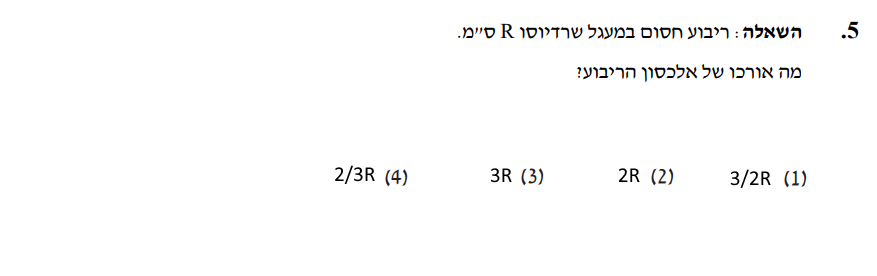 5. השאלה: ריבוע חסום במעגל שרדיוסו R ס״מ.
מה אורכו של אלכסון הריבוע?
(1) 3/2R (2) 2R (3) 3R (4) 2/3R